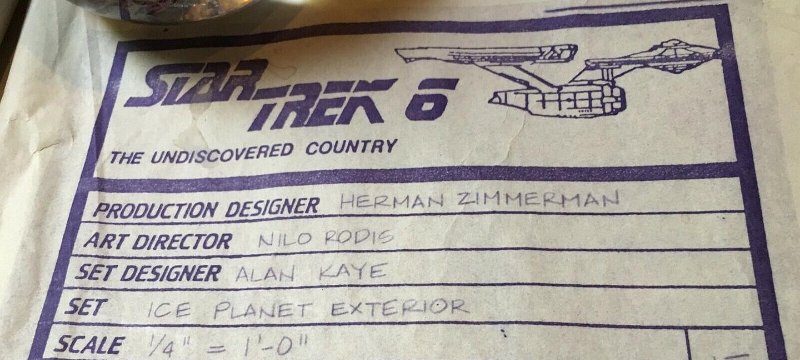 STAR TREK 6
THE UNDISCOVERED COUNTRY
PRODUCTION DESIGNER HERMAN ZIMMERMAN
ART DIRECTOR NILO RODIS
SET DESIGNER ALAN KAYE
SET ICE PLANET EXTERIOR
SCALE 1/4" = 1'-0"